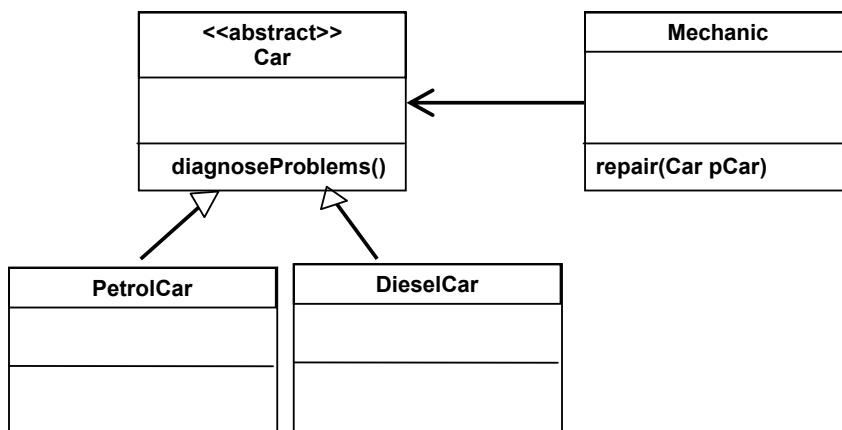 <<abstract>>
Car
diagnoseProblems()
Mechanic
repair(Car pCar)
PetrolCar
DieselCar